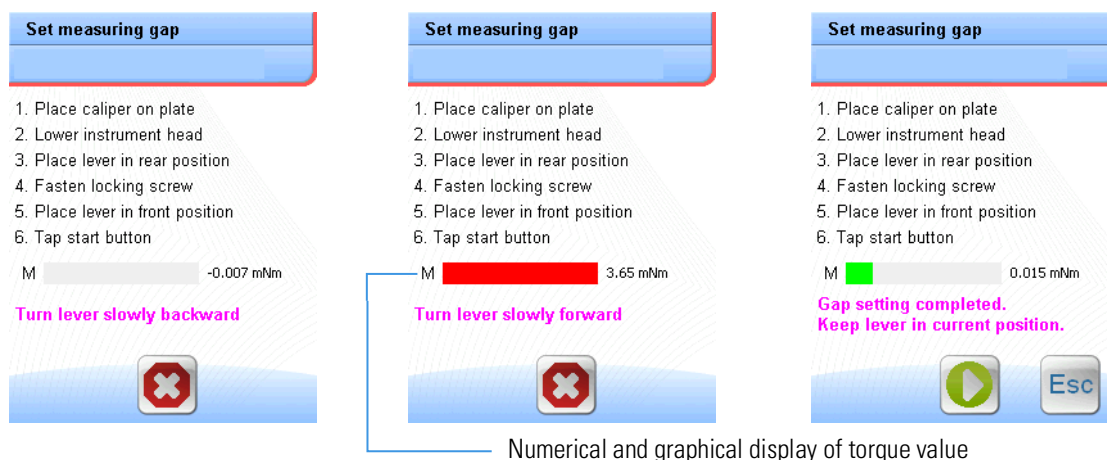 Set measuring gap
1. Place caliper on plate
2. Lower instrument head
3. Place lever in rear position
4. Fasten locking screw
5. Place lever in front position
6. Tap start button
M -0.007 mNm
Turn lever slowly backward
Set measuring gap
1. Place caliper on plate
2. Lower instrument head
3. Place lever in rear position
4. Fasten locking screw
5. Place lever in front position
6. Tap start button
M 3.65 mNm
Turn lever slowly forward
Set measuring gap
1. Place caliper on plate
2. Lower instrument head
3. Place lever in rear position
4. Fasten locking screw
5. Place lever in front position
6. Tap start button
M 0.015 mNm
Gap setting completed.
Keep lever in current position.
Esc
Numerical and graphical display of torque value